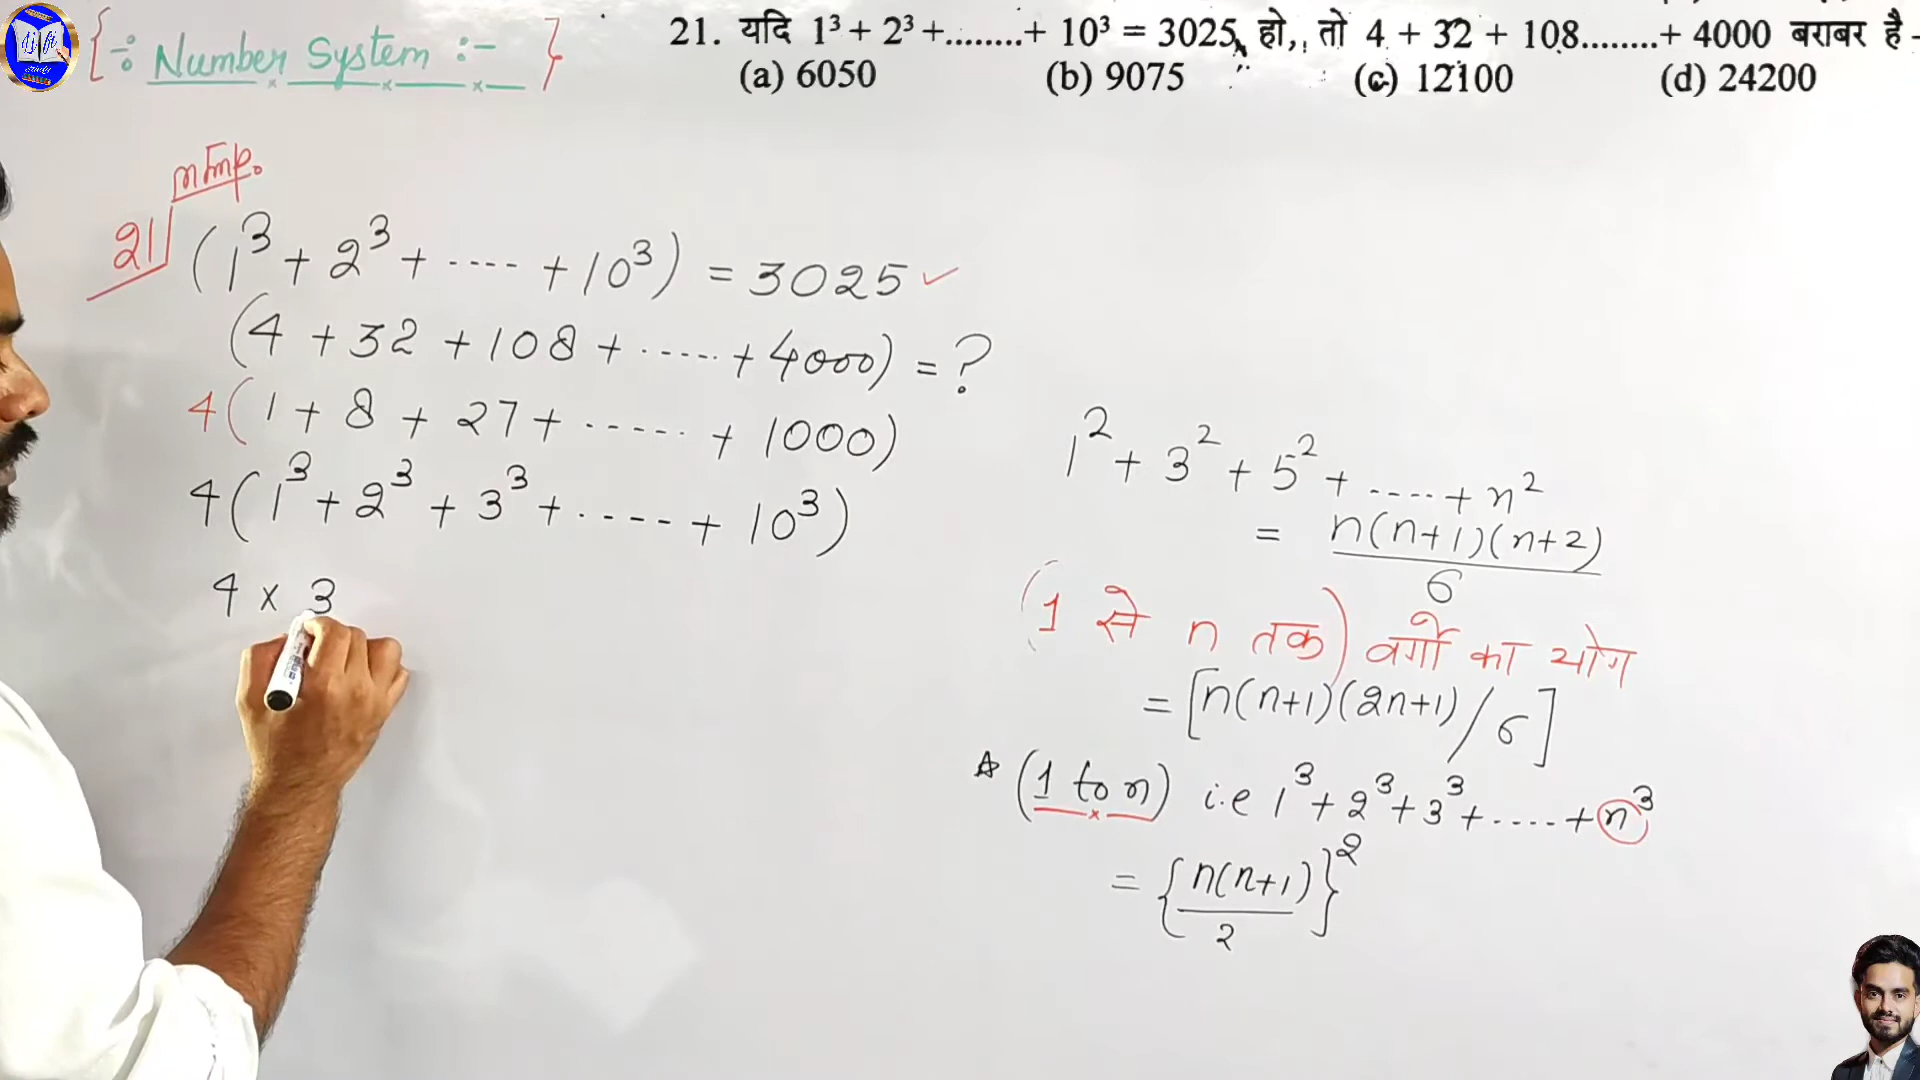 { ÷ Number System :- }
21. यदि 1³ + 2³ +........+ 10³ = 3025, हो, तो 4 + 32 + 108........+ 4000 बराबर है -
(a) 6050 (b) 9075 (c) 12100 (d) 24200
21 (1³ + 2³ + ---- + 10³) = 3025 ✓
(4 + 32 + 108 + ----- + 4000) = ?
4(1 + 8 + 27 + ------ + 1000)
4(1³ + 2³ + 3³ + ----- + 10³)
4 × 3
1² + 3² + 5² + ---- + n²
= n(n+1)(n+2)
6
(1 से n तक) वर्गो का योग
= [n(n+1)(2n+1)/6]
(1 to n) i.e 1³ + 2³ + 3³ + ---- + n³
= {n(n+1)}²
2